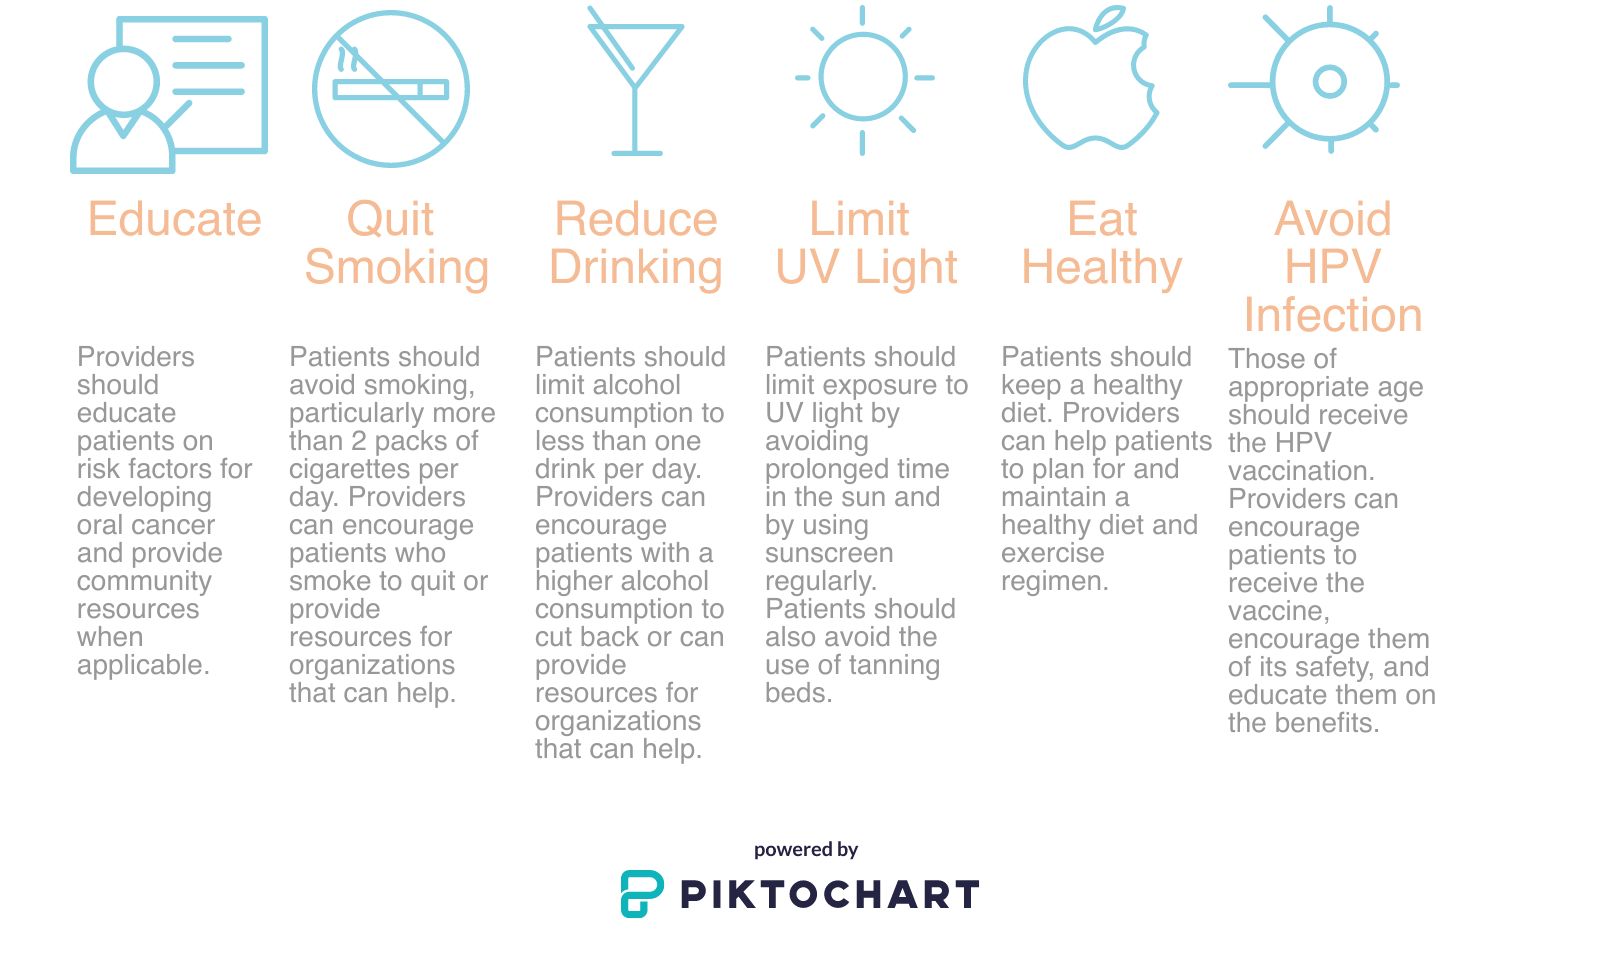 Educate
Providers
should
educate
patients on
risk factors for
developing
oral cancer
and provide
community
resources
when
applicable.
Quit
Smoking
Patients should
avoid smoking,
particularly more
than 2 packs of
cigarettes per
day. Providers
can encourage
patients who
smoke to quit or
provide
resources for
organizations
that can help.
Reduce
Drinking
Patients should
limit alcohol
consumption to
less than one
drink per day.
Providers can
encourage
patients with a
higher alcohol
consumption to
cut back or can
provide
resources for
organizations
that can help.
Limit
UV Light
Patients should
limit exposure to
UV light by
avoiding
prolonged time
in the sun and
by using
sunscreen
regularly.
Patients should
also avoid the
use of tanning
beds.
Eat
Healthy
Patients should
keep a healthy
diet. Providers
can help patients
to plan for and
maintain a
healthy diet and
exercise
regimen.
Avoid
HPV
Infection
Those of
appropriate age
should receive
the HPV
vaccination.
Providers can
encourage
patients to
receive the
vaccine,
encourage them
of its safety, and
educate them on
the benefits.
powered by
PIKTOCHART